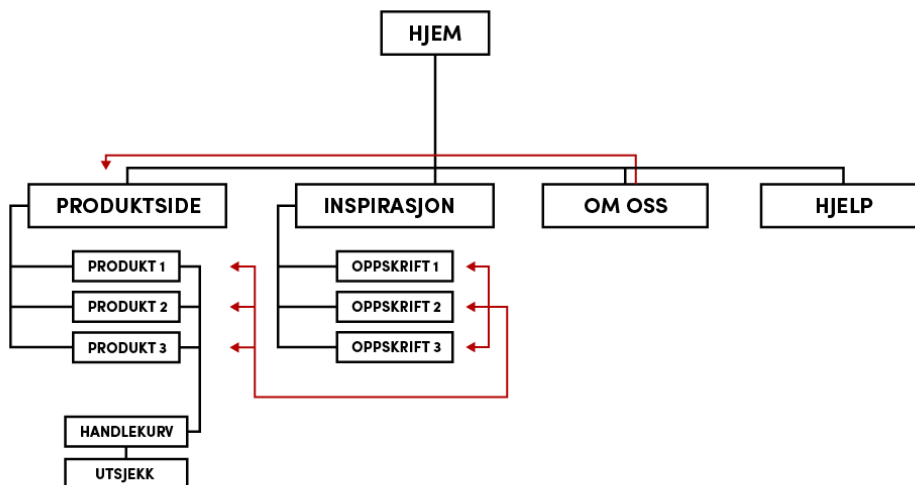 HJEM
PRODUKTSIDE
INSPIRASJON
OM OSS
HJELP
PRODUKT 1
PRODUKT 2
PRODUKT 3
OPPSKRIFT 1
OPPSKRIFT 2
OPPSKRIFT 3
HANDLEKURV
UTSJEKK